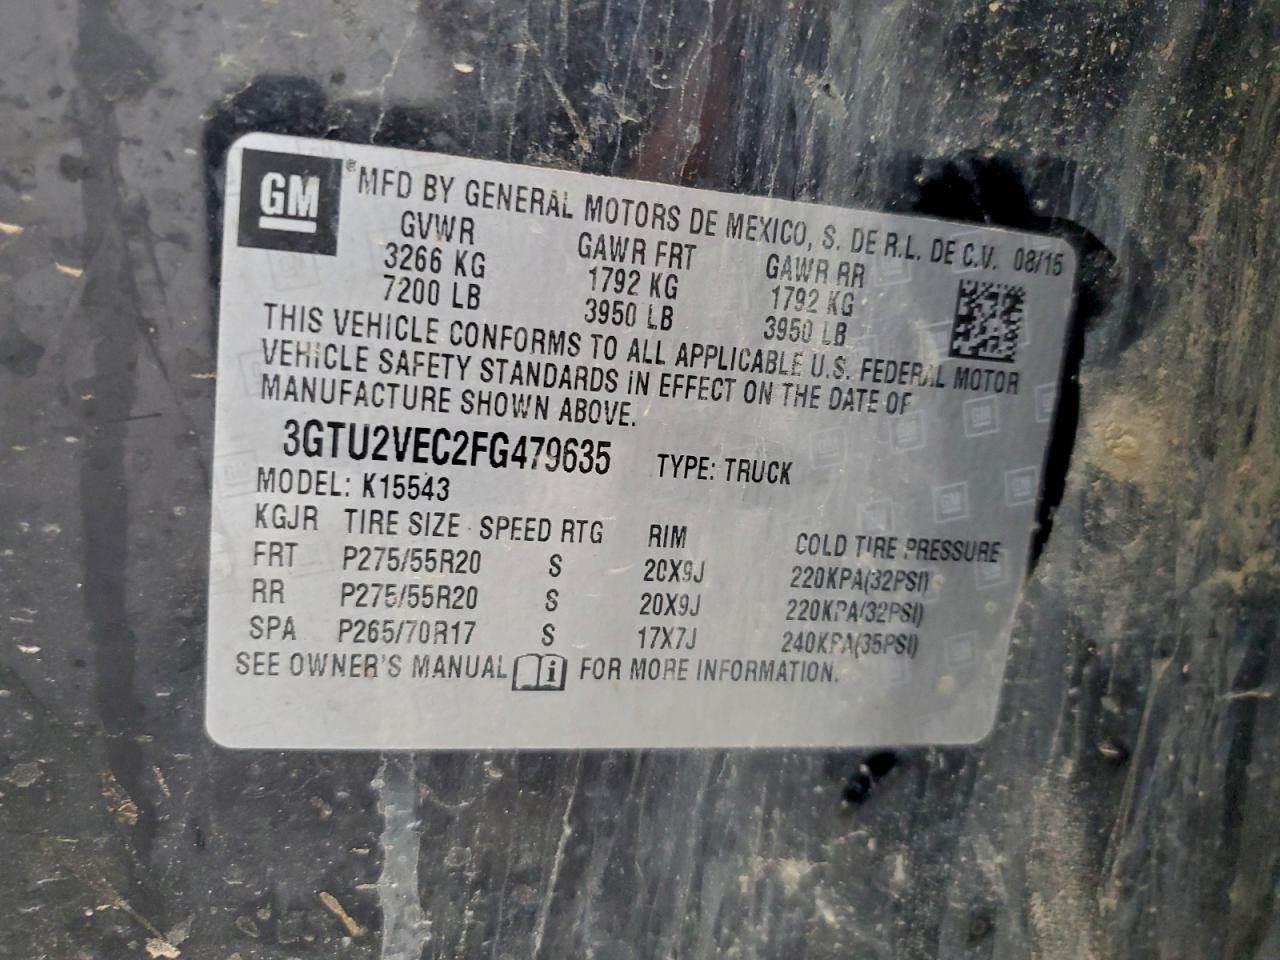 GM ® MFD BY GENERAL MOTORS DE MEXICO, S. DE R.L. DE C.V. 08/15
GVWR GAWR FRT GAWR RR
3266 KG 1792 KG 1792 KG
7200 LB 3950 LB 3950 LB
THIS VEHICLE CONFORMS TO ALL APPLICABLE U.S. FEDERAL MOTOR
VEHICLE SAFETY STANDARDS IN EFFECT ON THE DATE OF
MANUFACTURE SHOWN ABOVE.
3GTU2VEC2FG479635 TYPE: TRUCK
MODEL: K15543
KGJR TIRE SIZE SPEED RTG RIM COLD TIRE PRESSURE
FRT P275/55R20 S 20X9J 220KPA(32PSI)
RR P275/55R20 S 20X9J 220KPA(32PSI)
SPA P265/70R17 S 17X7J 240KPA(35PSI)
SEE OWNER'S MANUAL i FOR MORE INFORMATION.